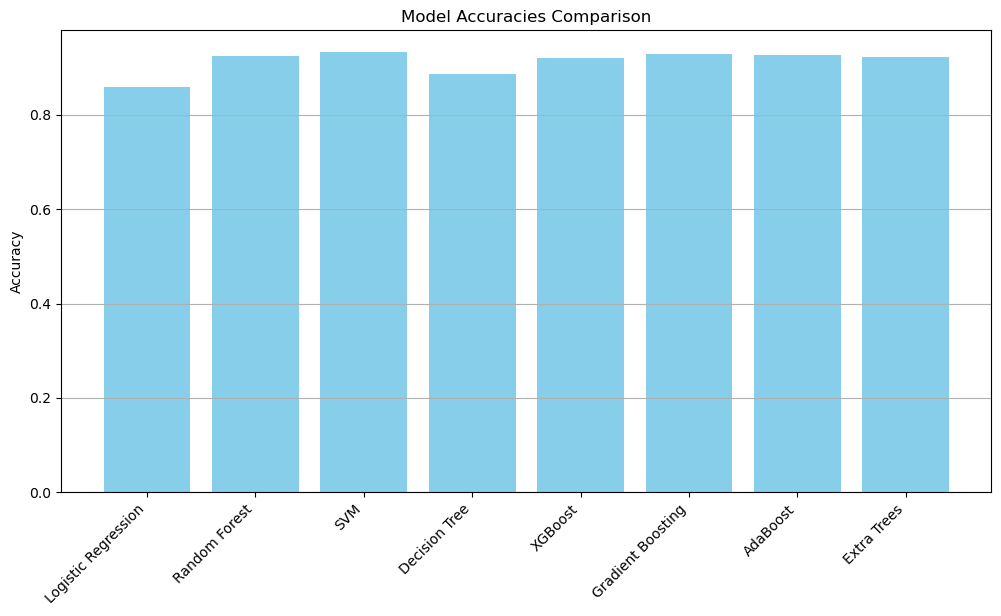 Model Accuracies Comparison
Accuracy
0.8
0.6
0.4
0.2
0.0
Logistic Regression
Random Forest
SVM
Decision Tree
XGBoost
Gradient Boosting
AdaBoost
Extra Trees